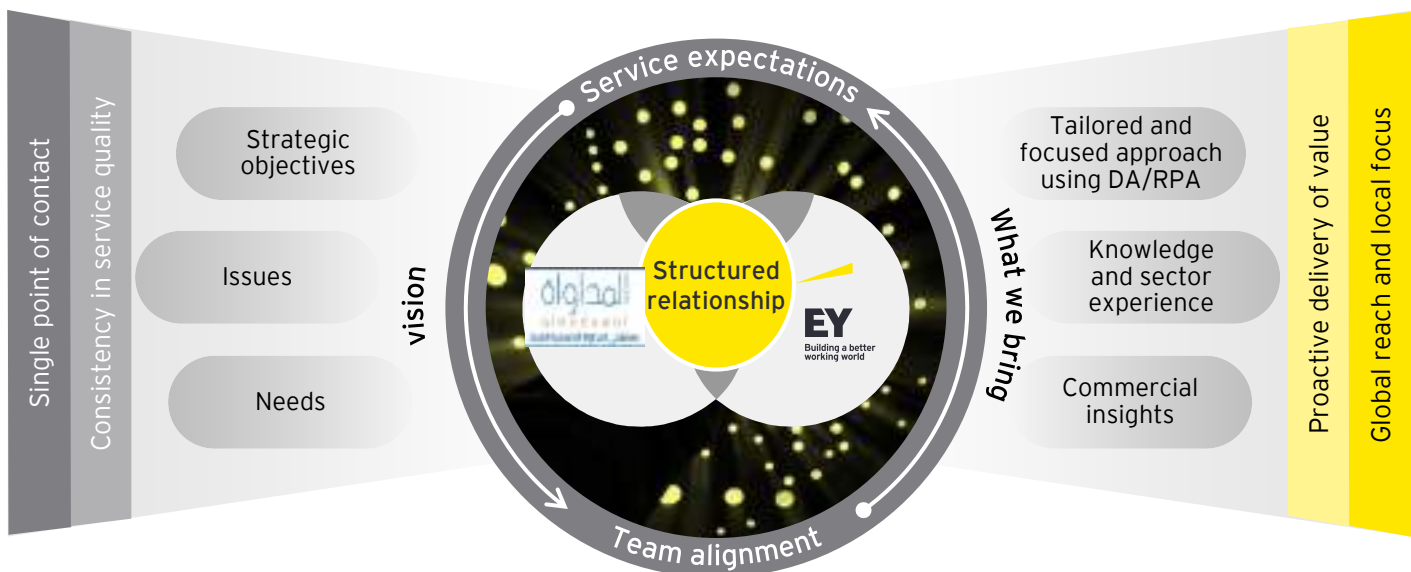 Single point of contact
Consistency in service quality
Strategic
objectives
Issues
Needs
vision
Service expectations
Structured
relationship
EY
Building a better
working world
Team alignment
What we bring
Tailored and
focused approach
using DA/RPA
Knowledge
and sector
experience
Commercial
insights
Proactive delivery of value
Global reach and local focus